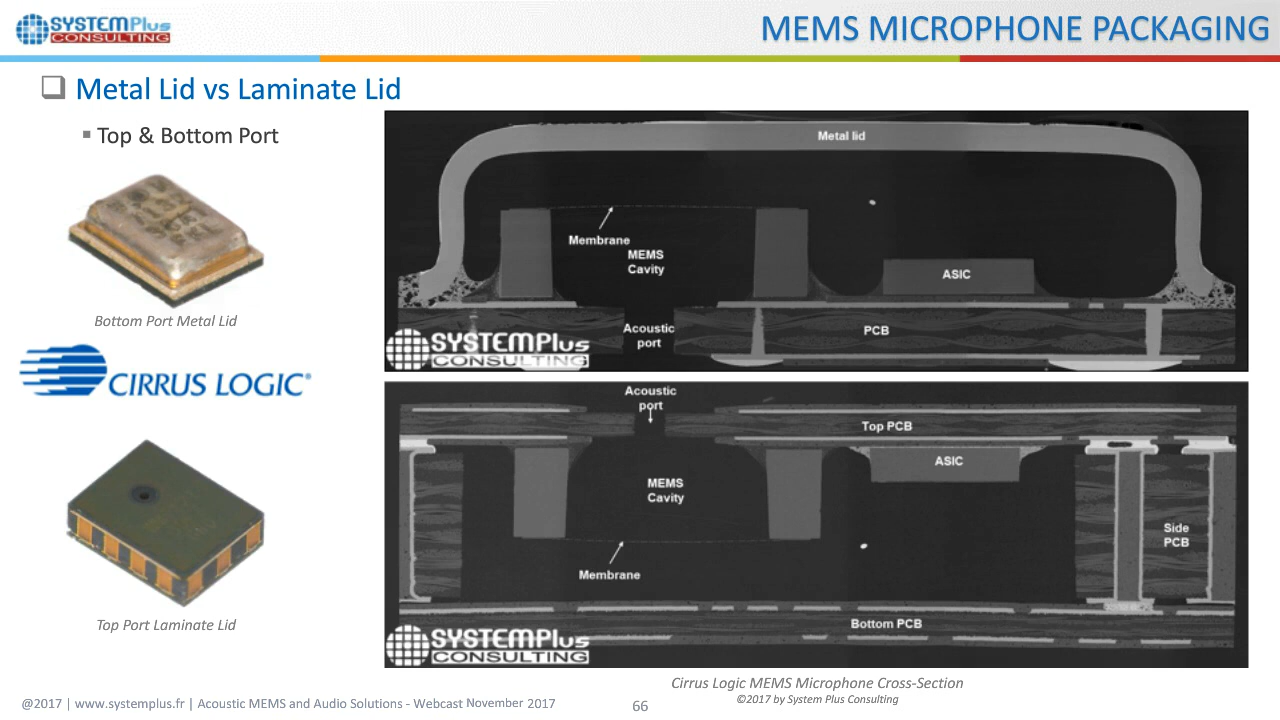 SYSTEMPlus
CONSULTING
MEMS MICROPHONE PACKAGING
Metal Lid vs Laminate Lid
Top & Bottom Port
Bottom Port Metal Lid
CIRRUS LOGIC®
Top Port Laminate Lid
Metal lid
Membrane
MEMS
Cavity
ASIC
Acoustic
port
PCB
SYSTEMPlus
CONSULTING
Acoustic
port
Top PCB
ASIC
MEMS
Cavity
Side
PCB
Membrane
Bottom PCB
SYSTEMPlus
CONSULTING
Cirrus Logic MEMS Microphone Cross-Section
©2017 by System Plus Consulting
@2017 | www.systemplus.fr | Acoustic MEMS and Audio Solutions - Webcast November 2017
66